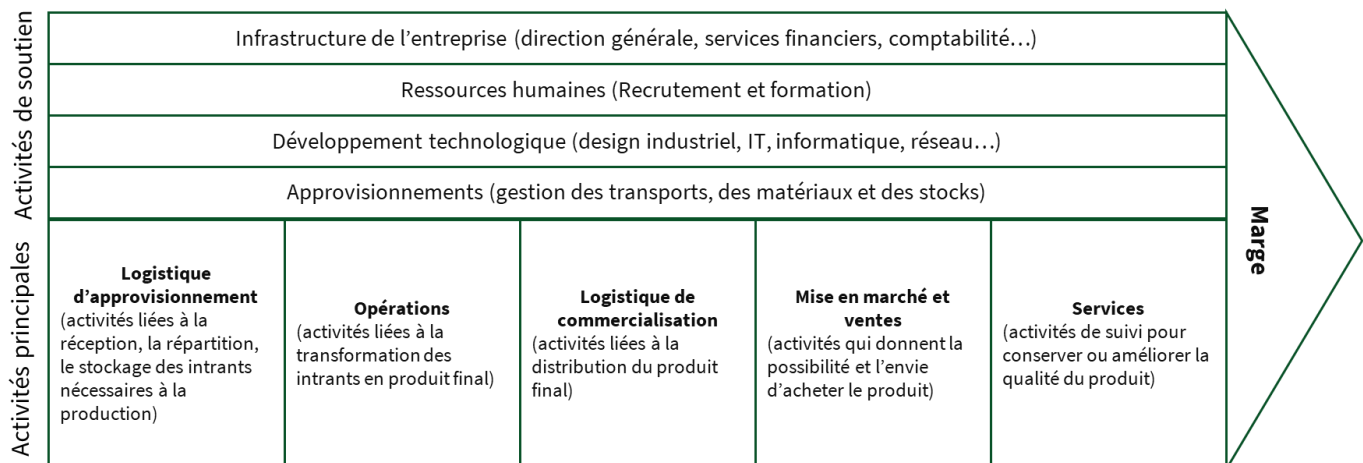 Activités de soutien
Infrastructure de l’entreprise (direction générale, services financiers, comptabilité…)
Ressources humaines (Recrutement et formation)
Développement technologique (design industriel, IT, informatique, réseau…)
Approvisionnements (gestion des transports, des matériaux et des stocks)
Activités principales
Logistique
d’approvisionnement
(activités liées à la
réception, la répartition,
le stockage des intrants
nécessaires à la
production)
Opérations
(activités liées à la
transformation des
intrants en produit final)
Logistique de
commercialisation
(activités liées à la
distribution du produit
final)
Mise en marché et
ventes
(activités qui donnent la
possibilité et l’envie
d’acheter le produit)
Services
(activités de suivi pour
conserver ou améliorer la
qualité du produit)
Marge